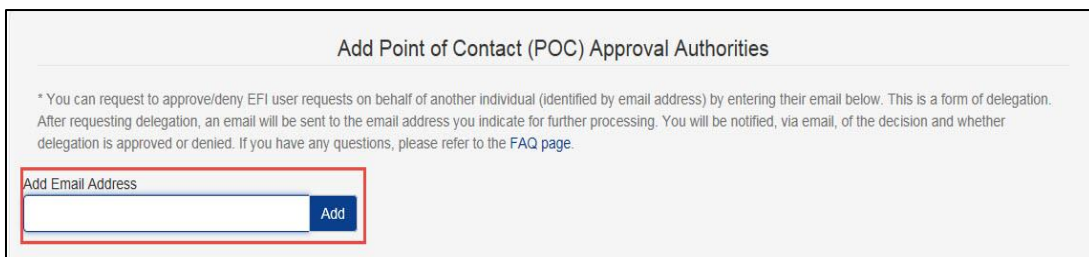 Add Point of Contact (POC) Approval Authorities
* You can request to approve/deny EFI user requests on behalf of another individual (identified by email address) by entering their email below. This is a form of delegation.
After requesting delegation, an email will be sent to the email address you indicate for further processing. You will be notified, via email, of the decision and whether
delegation is approved or denied. If you have any questions, please refer to the FAQ page.
Add Email Address
Add